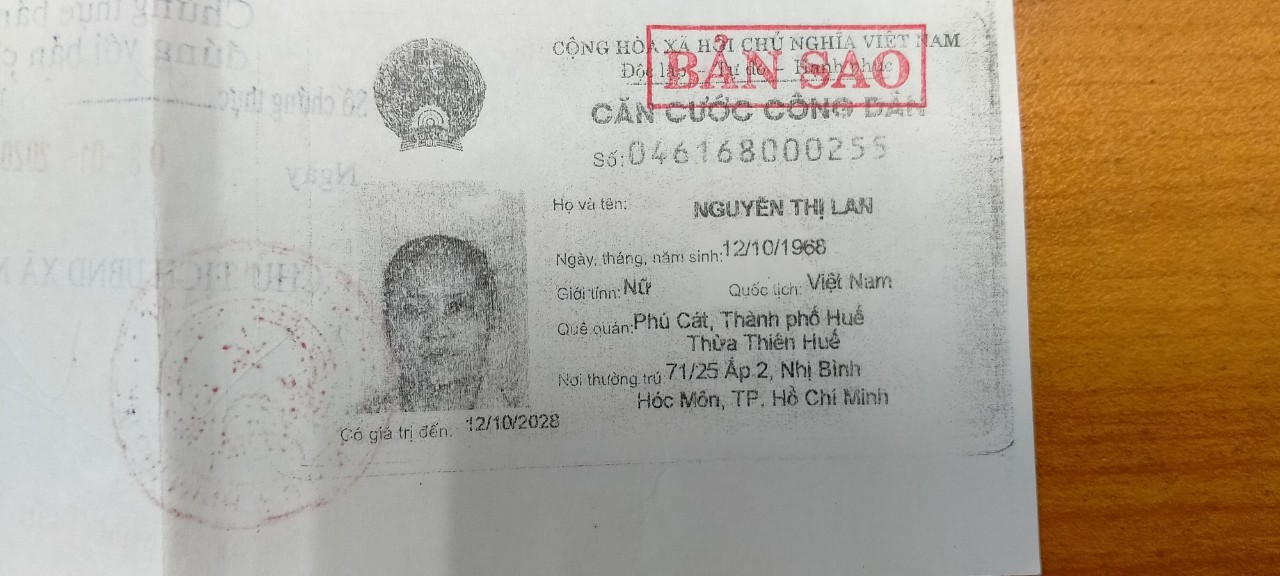 CỘNG HÒA XÃ HỘI CHỦ NGHĨA VIỆT NAM
Độc lập - Tự do - Hạnh phúc
BẢN SAO
CĂN CƯỚC CÔNG DÂN
Số: 046168000255
Họ và tên: NGUYỄN THỊ LAN
Ngày, tháng, năm sinh: 12/10/1968
Giới tính: Nữ Quốc tịch: Việt Nam
Quê quán: Phú Cát, Thành phố Huế
Thừa Thiên Huế
Nơi thường trú: 71/25 Ấp 2, Nhị Bình
Hóc Môn, TP. Hồ Chí Minh
Có giá trị đến: 12/10/2028
Chứng thực bản
đúng với bản
Số chứng thực
Ngày
CHỦ TỊCH UBND XÃ